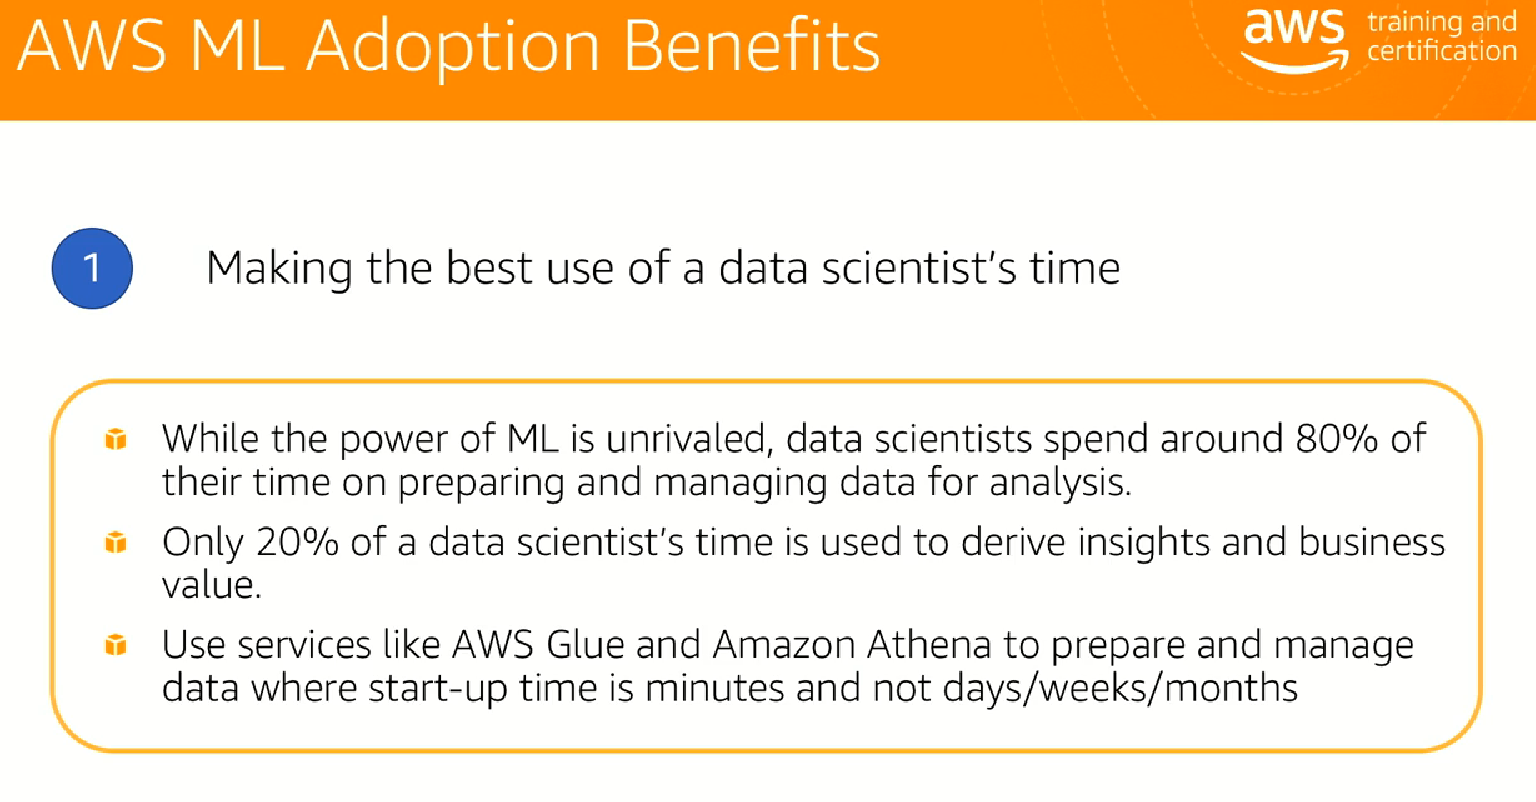 AWS ML Adoption Benefits
aws training and
certification
1
Making the best use of a data scientist's time
While the power of ML is unrivaled, data scientists spend around 80% of
their time on preparing and managing data for analysis.
Only 20% of a data scientist's time is used to derive insights and business
value.
Use services like AWS Glue and Amazon Athena to prepare and manage
data where start-up time is minutes and not days/weeks/months